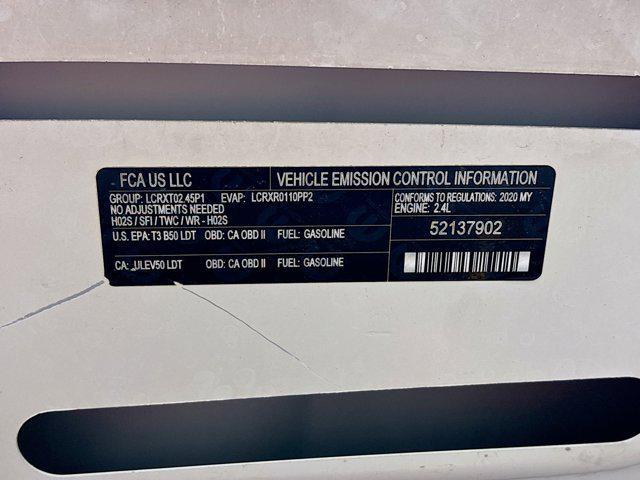 FCA US LLC VEHICLE EMISSION CONTROL INFORMATION
GROUP: LCRXT02.45P1 EVAP: LCRXR0110PP2
NO ADJUSTMENTS NEEDED
H02S / SFI / TWC / WR - H02S
U.S. EPA: T3 B50 LDT OBD: CA OBD II FUEL: GASOLINE
CA: ULEV50 LDT OBD: CA OBD II FUEL: GASOLINE
CONFORMS TO REGULATIONS: 2020 MY
ENGINE: 2.4L
52137902